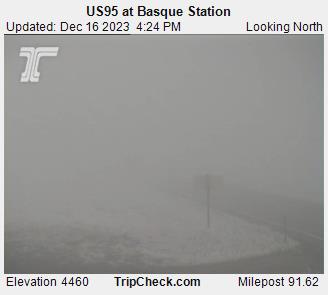 US95 at Basque Station
Updated: Dec 16 2023 4:24 PM Looking North
Elevation 4460 TripCheck.com Milepost 91.62